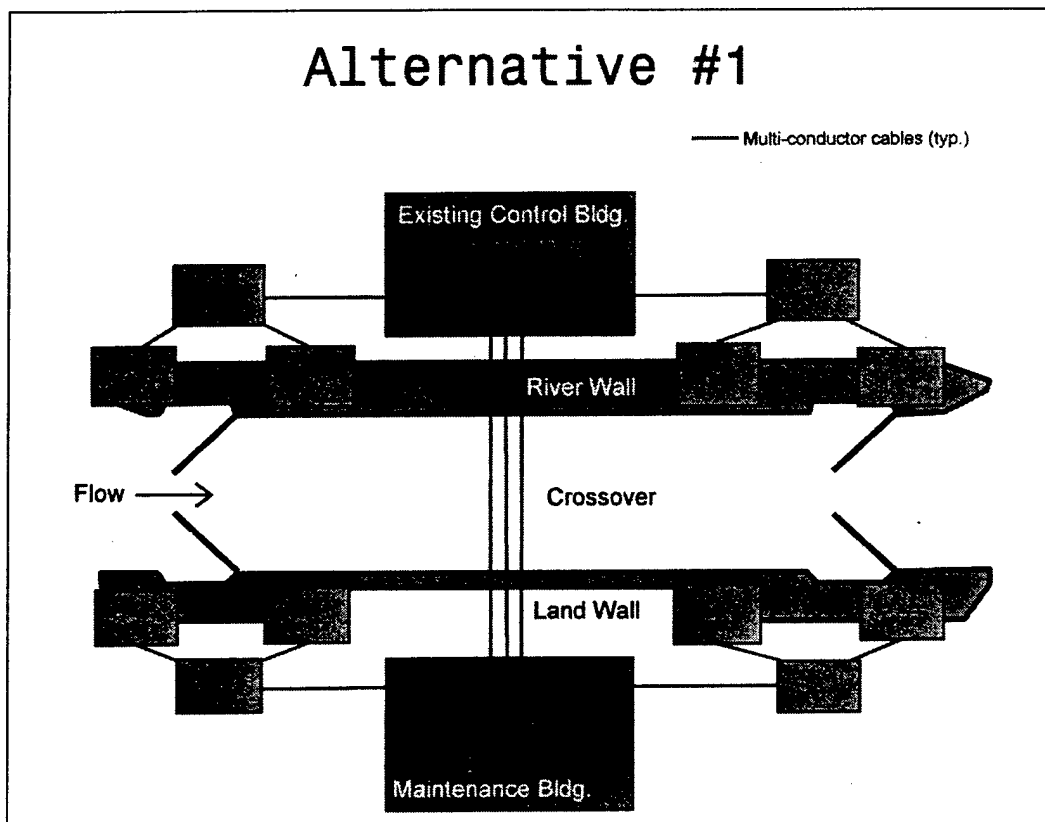 Alternative #1
Multi-conductor cables (typ.)
Existing Control Bldg.
River Wall
Flow
Crossover
Land Wall
Maintenance Bldg.